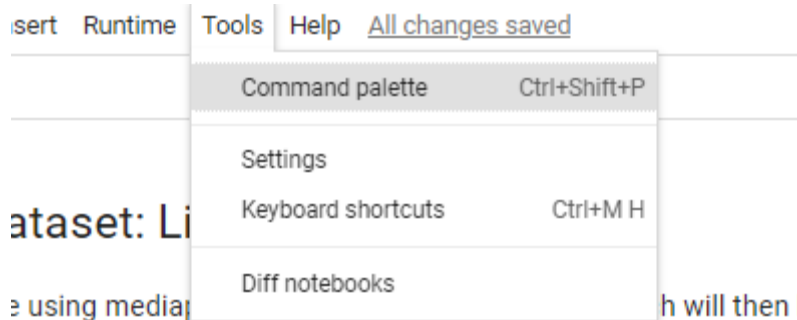 Runtime Tools Help All changes saved
Command palette Ctrl+Shift+P
Settings
Keyboard shortcuts Ctrl+M H
ataset: Li
Diff notebooks
e using mediap h will then